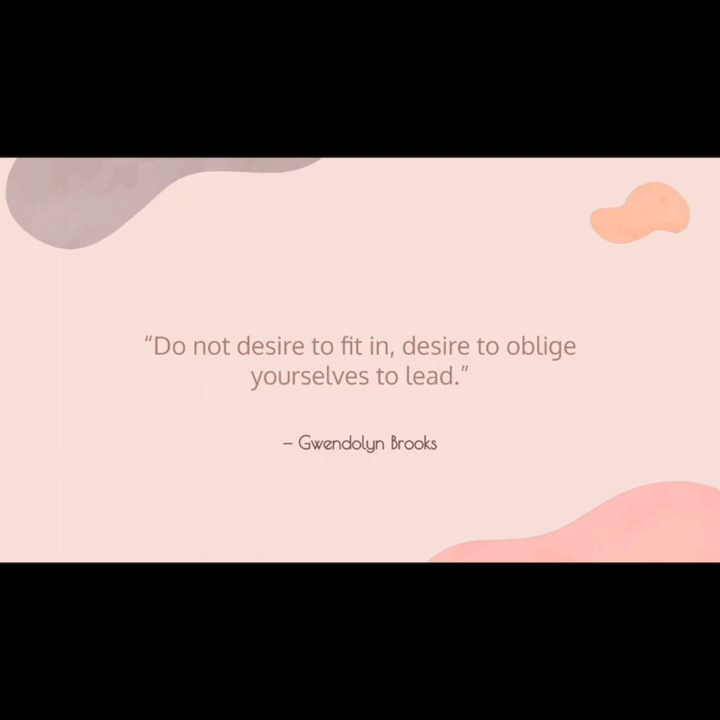 “Do not desire to fit in, desire to oblige
yourselves to lead.”
– Gwendolyn Brooks